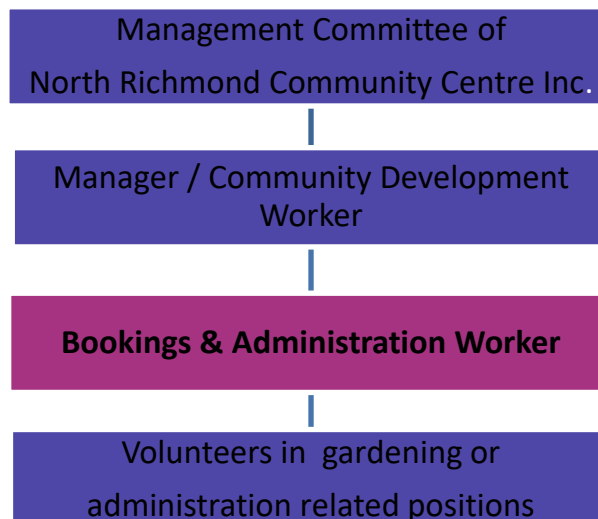 Management Committee of
North Richmond Community Centre Inc.
Manager / Community Development
Worker
Bookings & Administration Worker
Volunteers in gardening or
administration related positions